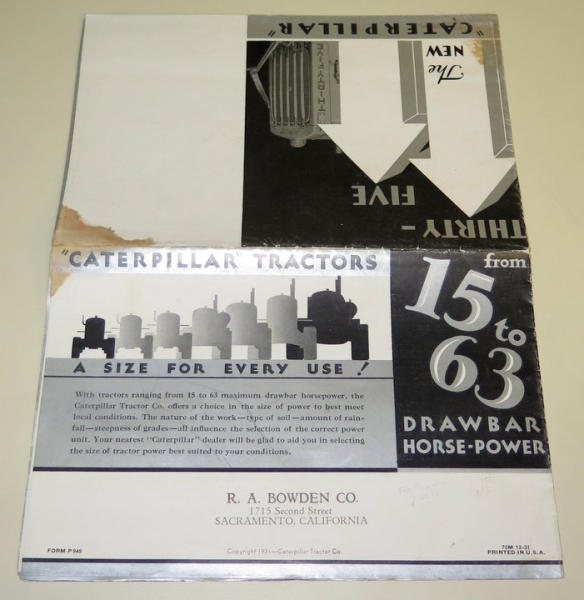 "CATERPILLAR"
The
NEW
THIRTY-
FIVE
"CATERPILLAR" TRACTORS
A SIZE FOR EVERY USE!
With tractors ranging from 15 to 63 maximum drawbar horsepower, the
Caterpillar Tractor Co. offers a choice in the size of power to best meet
local conditions. The nature of the work—type of soil—amount of rain-
fall—steepness of grades—all influence the selection of the correct power
unit. Your nearest "Caterpillar" dealer will be glad to aid you in selecting
the size of tractor power best suited to your conditions.
from
15 to
63
DRAWBAR
HORSE-POWER
R. A. BOWDEN CO.
1715 Second Street
SACRAMENTO, CALIFORNIA
FORM P 949
Copyright 1931—Caterpillar Tractor Co.
PRINTED IN U.S.A.